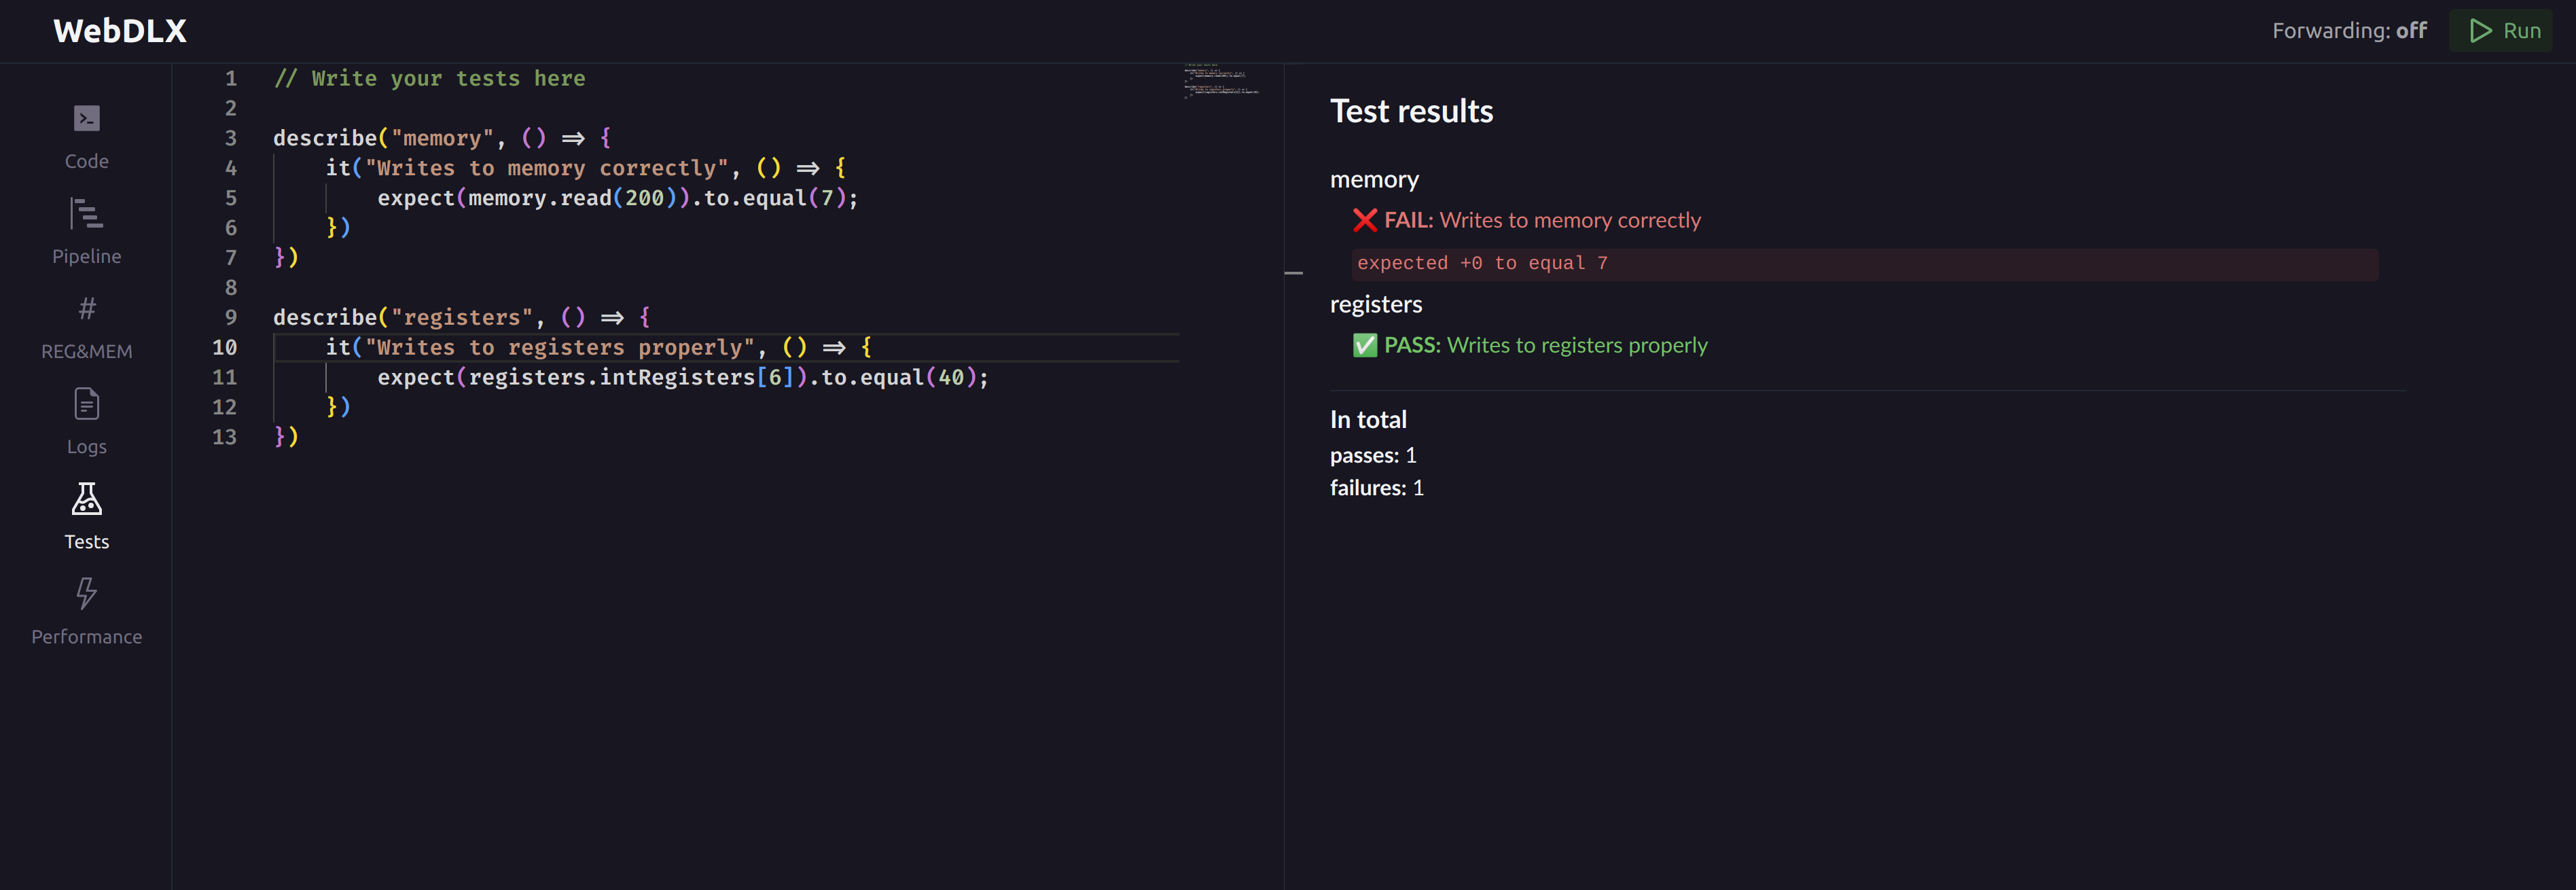 WebDLX
Forwarding: off
Run
Code
Pipeline
#
REG&MEM
Logs
Tests
Performance
1 // Write your tests here
2
3 describe("memory", () => {
4 it("Writes to memory correctly", () => {
5 expect(memory.read(200)).to.equal(7);
6 })
7 })
8
9 describe("registers", () => {
10 it("Writes to registers properly", () => {
11 expect(registers.intRegisters[6]).to.equal(40);
12 })
13 })
Test results
memory
❌ FAIL: Writes to memory correctly
expected +0 to equal 7
registers
✅ PASS: Writes to registers properly
In total
passes: 1
failures: 1